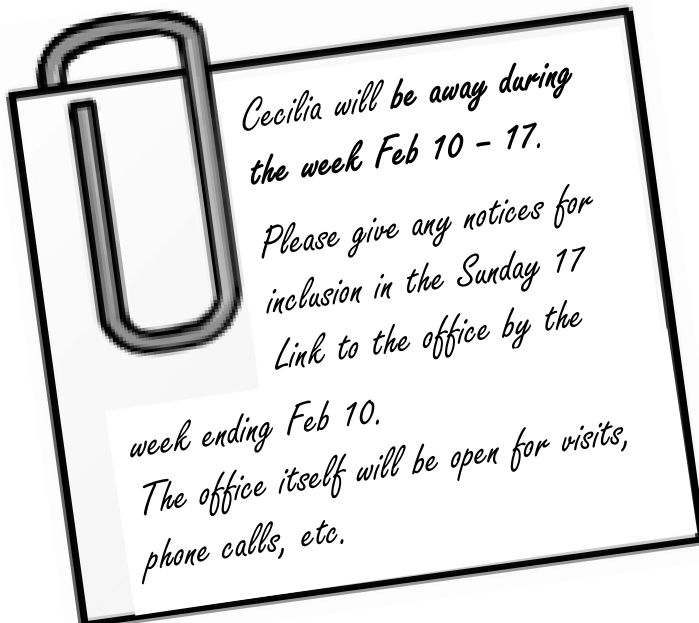 Cecilia will be away during
the week Feb 10 – 17.
Please give any notices for
inclusion in the Sunday 17
Link to the office by the
week ending Feb 10.
The office itself will be open for visits,
phone calls, etc.